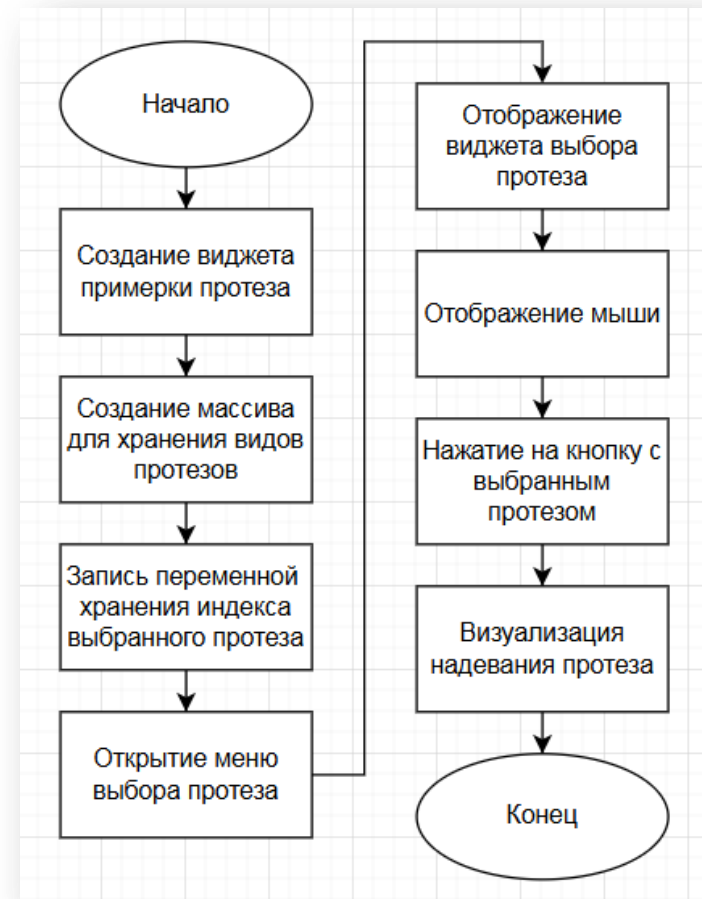 Начало
Создание виджета
примерки протеза
Создание массива
для хранения видов
протезов
Запись переменной
хранения индекса
выбранного протеза
Открытие меню
выбора протеза
Отображение
виджета выбора
протеза
Отображение мыши
Нажатие на кнопку с
выбранным
протезом
Визуализация
надевания протеза
Конец